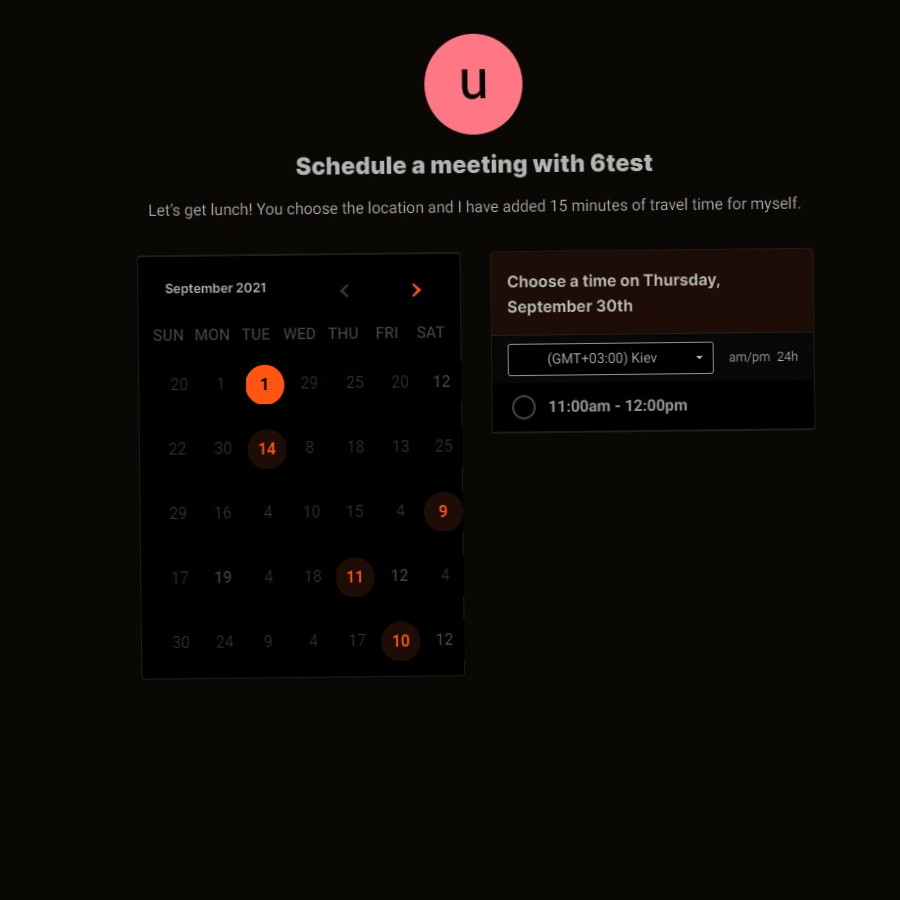 u
Schedule a meeting with 6test
Let's get lunch! You choose the location and I have added 15 minutes of travel time for myself.
September 2021
SUN MON TUE WED THU FRI SAT
20 1 1 29 25 20 12
22 30 14 8 18 13 25
29 16 4 10 15 4 9
17 19 4 18 11 12 4
30 24 9 4 17 10 12
Choose a time on Thursday,
September 30th
(GMT+03:00) Kiev
am/pm 24h
11:00am - 12:00pm